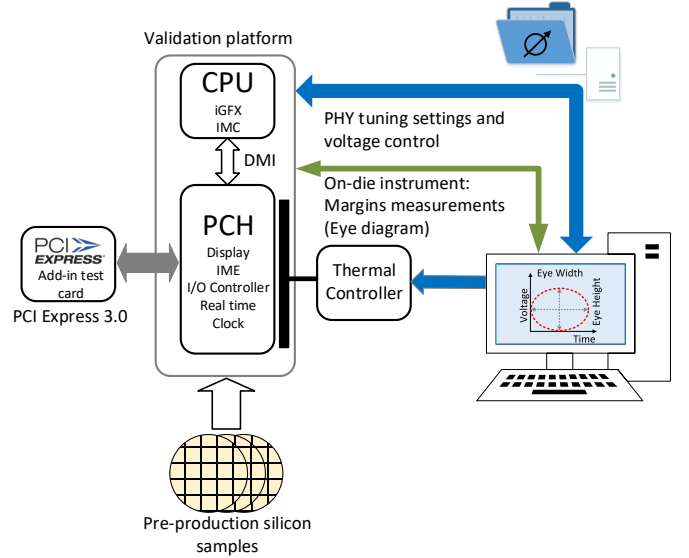 Validation platform
CPU
iGFX
IMC
DMI
PHY tuning settings and
voltage control
On-die instrument:
Margins measurements
(Eye diagram)
PCH
Display
IME
I/O Controller
Real time
Clock
PCI
EXPRESS®
Add-in test
card
PCI Express 3.0
Thermal
Controller
Eye Width
Voltage
Eye Height
Time
Pre-production silicon
samples